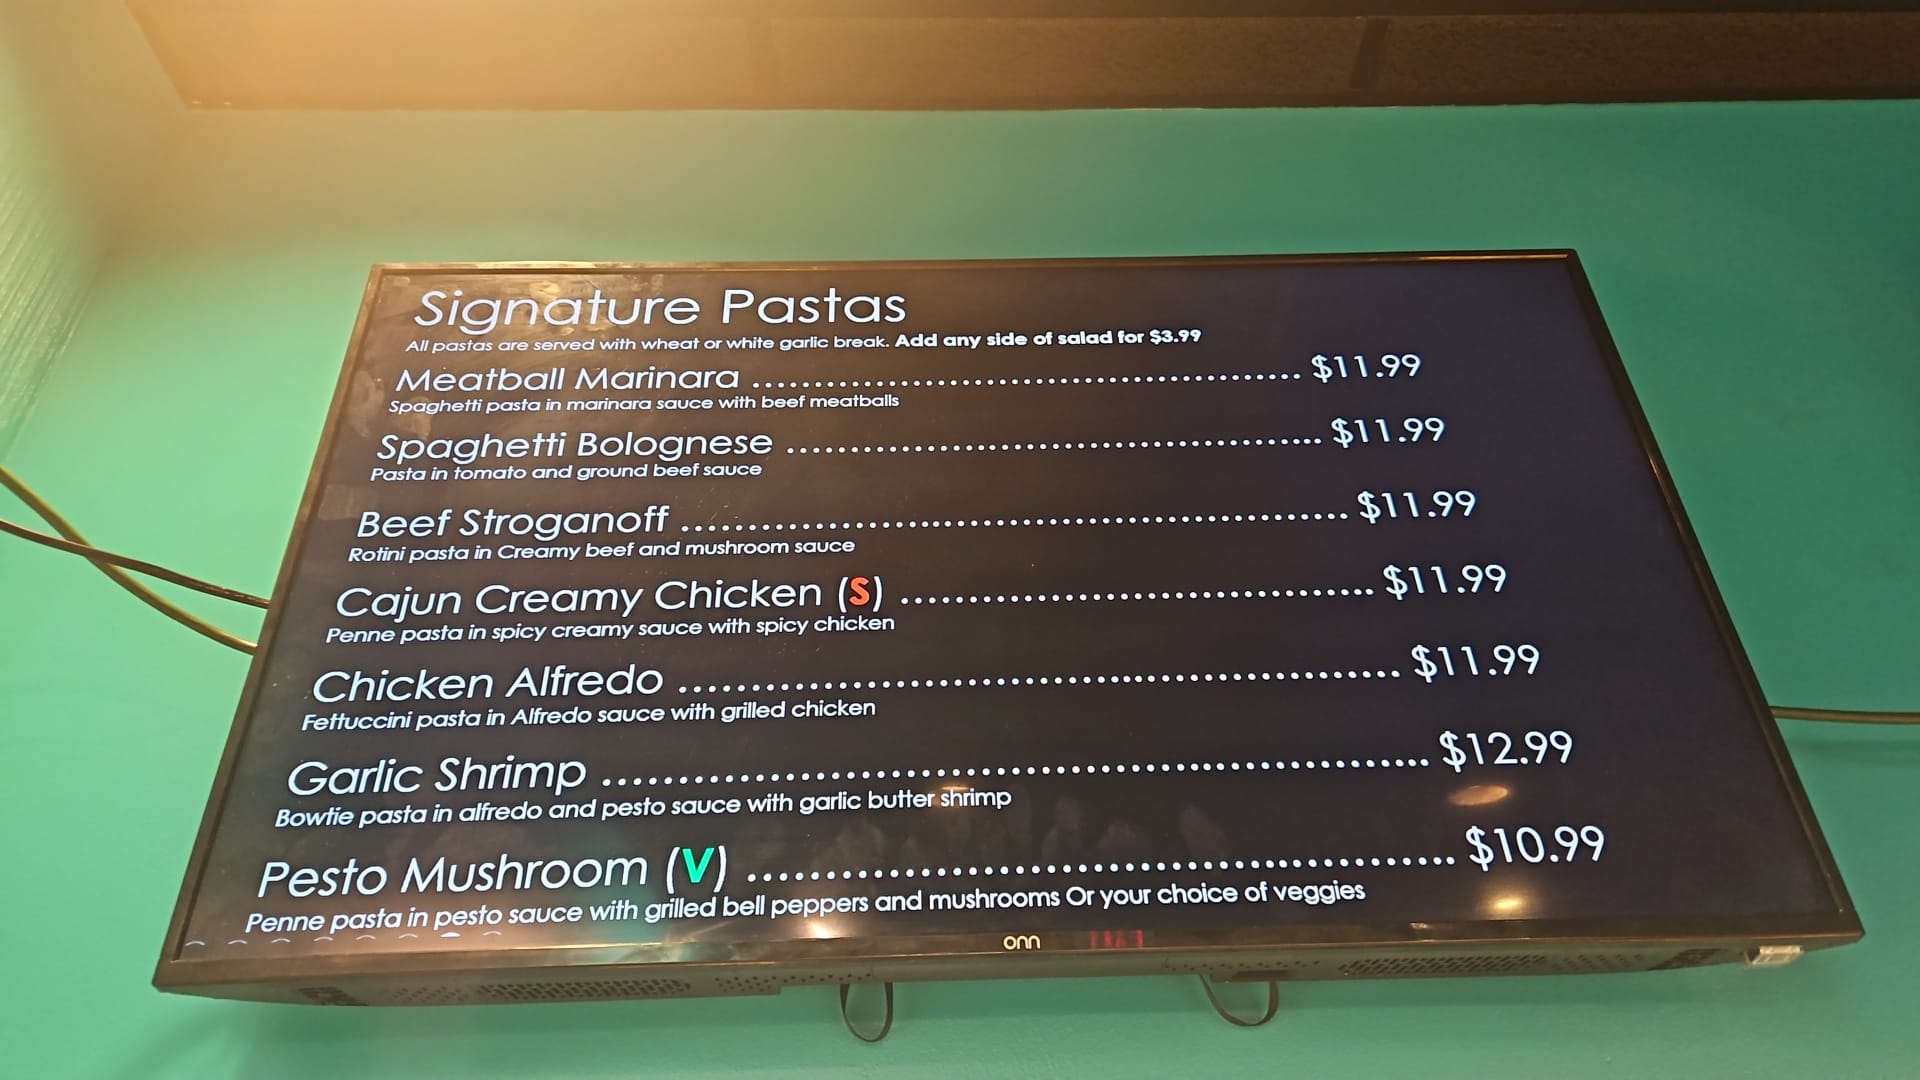 Signature Pastas
All pastas are served with wheat or white garlic break. Add any side of salad for $3.99
Meatball Marinara ............................................ $11.99
Spaghetti pasta in marinara sauce with beef meatballs
Spaghetti Bolognese ........................................... $11.99
Pasta in tomato and ground beef sauce
Beef Stroganoff .................................................. $11.99
Rotini pasta in Creamy beef and mushroom sauce
Cajun Creamy Chicken (S) .................................. $11.99
Penne pasta in spicy creamy sauce with spicy chicken
Chicken Alfredo .................................................. $11.99
Fettuccini pasta in Alfredo sauce with grilled chicken
Garlic Shrimp ...................................................... $12.99
Bowtie pasta in alfredo and pesto sauce with garlic butter shrimp
Pesto Mushroom (V) ........................................... $10.99
Penne pasta in pesto sauce with grilled bell peppers and mushrooms Or your choice of veggies
onn